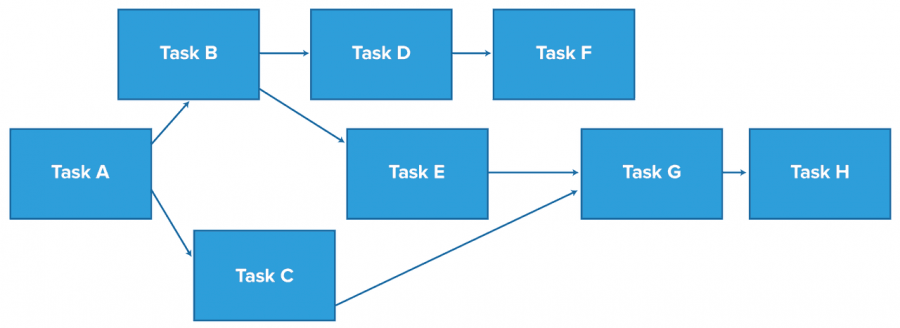 Task B
Task D
Task F
Task A
Task E
Task G
Task H
Task C